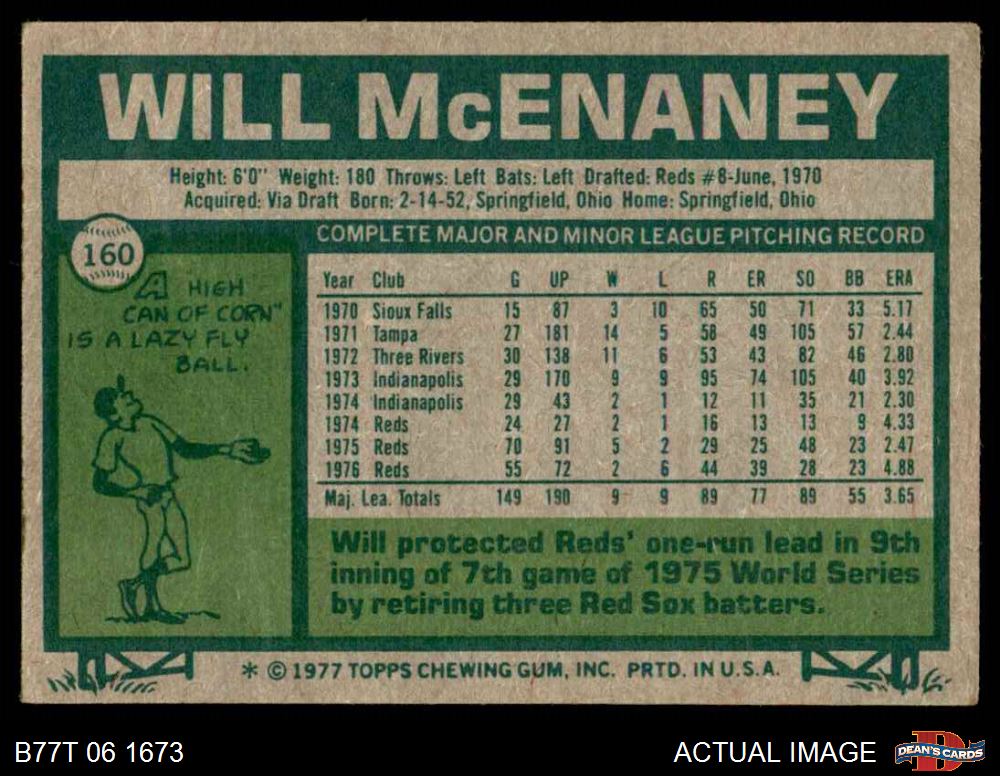 WILL McENANEY
Height: 6'0" Weight: 180 Throws: Left Bats: Left Drafted: Reds #8-June, 1970
Acquired: Via Draft Born: 2-14-52, Springfield, Ohio Home: Springfield, Ohio
160
A HIGH
CAN OF CORN"
IS A LAZY FLY
BALL.
COMPLETE MAJOR AND MINOR LEAGUE PITCHING RECORD
Year Club G UP W L R ER SO BB ERA
1970 Sioux Falls 15 87 3 10 65 50 71 33 5.17
1971 Tampa 27 181 14 5 58 49 105 57 2.44
1972 Three Rivers 30 138 11 6 53 43 82 46 2.80
1973 Indianapolis 29 170 9 9 95 74 105 40 3.92
1974 Indianapolis 29 43 2 1 12 11 35 21 2.30
1974 Reds 24 27 2 1 16 13 13 9 4.33
1975 Reds 70 91 5 2 29 25 48 23 2.47
1976 Reds 55 72 2 6 44 39 28 23 4.88
Maj. Lea. Totals 149 190 9 9 89 77 89 55 3.65
Will protected Reds' one-run lead in 9th
inning of 7th game of 1975 World Series
by retiring three Red Sox batters.
* © 1977 TOPPS CHEWING GUM, INC. PRTD. IN U.S.A.
B77T 06 1673
ACTUAL IMAGE
D
DEAN'S CARDS